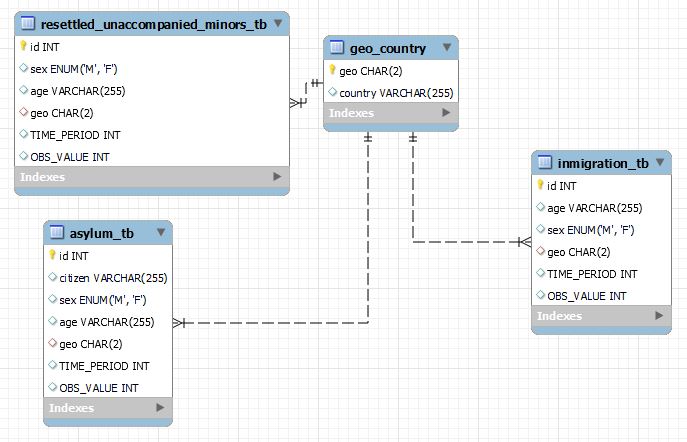 resettled_unaccompanied_minors_tb
id INT
sex ENUM('M', 'F')
age VARCHAR(255)
geo CHAR(2)
TIME_PERIOD INT
OBS_VALUE INT
Indexes
geo_country
geo CHAR(2)
country VARCHAR(255)
Indexes
inmigration_tb
id INT
age VARCHAR(255)
sex ENUM('M', 'F')
geo CHAR(2)
TIME_PERIOD INT
OBS_VALUE INT
Indexes
asylum_tb
id INT
citizen VARCHAR(255)
sex ENUM('M', 'F')
age VARCHAR(255)
geo CHAR(2)
TIME_PERIOD INT
OBS_VALUE INT
Indexes